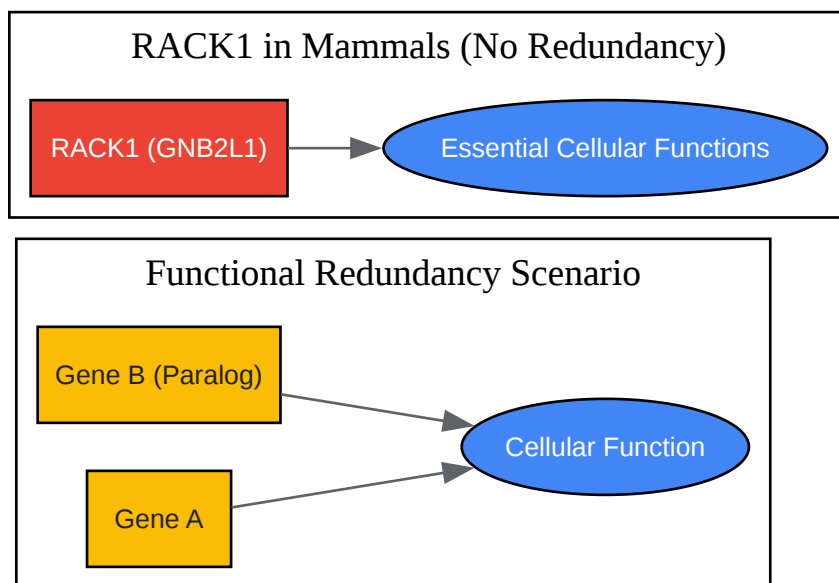 RACK1 in Mammals (No Redundancy)
RACK1 (GNB2L1)
Essential Cellular Functions
Functional Redundancy Scenario
Gene B (Paralog)
Cellular Function
Gene A